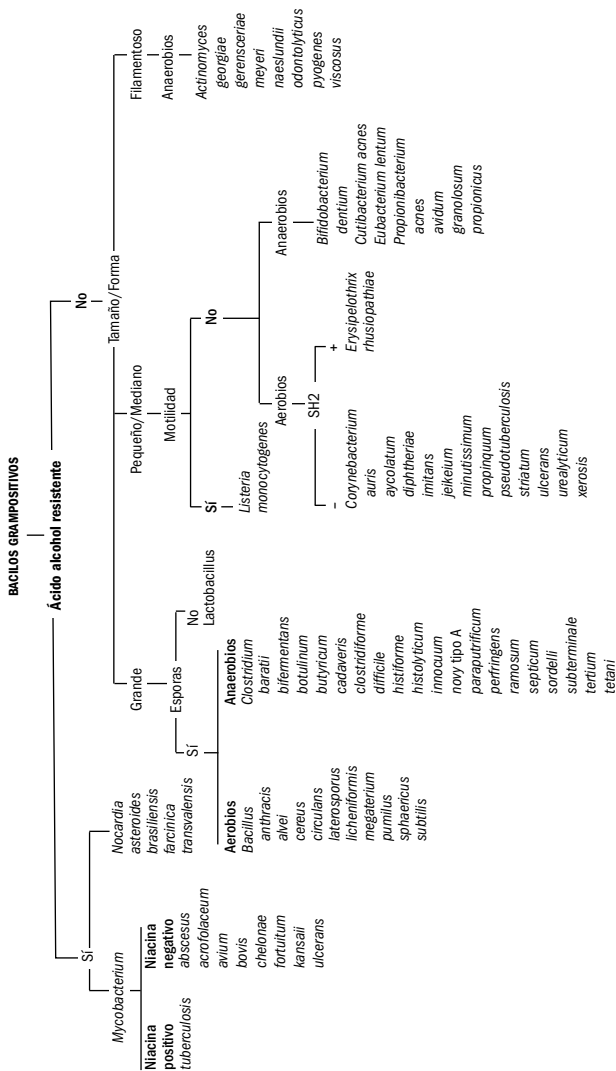 BACILOS GRAMPOSITIVOS
Ácido alcohol resistente
Sí
No
Mycobacterium
Niacina
positivo
tuberculosis
Niacina
negativo
abscesus
acrofolaceum
avium
bovis
chelonae
fortuitum
kansaii
ulcerans
Nocardia
asteroides
brasiliensis
farcinica
transvalensis
Tamaño/Forma
Grande
Esporas
Sí
No
Lactobacillus
Aerobios
Bacillus
anthracis
alvei
cereus
circulans
laterosporus
licheniformis
megaterium
pumilus
sphaericus
subtilis
Anaerobios
Clostridium
baratii
bifermentans
botulinum
butyricum
cadaveris
clostridiforme
difficile
histiforme
histolyticum
innocuum
novy tipo A
paraputrificum
perfringens
ramosum
septicum
sordelli
subterminale
tertium
tetani
Pequeño/Mediano
Motilidad
Sí
Listeria
monocytogenes
No
Aerobios
SH2
-
Corynebacterium
auris
aycolatum
diphtheriae
imitans
jeikeium
minutissimum
propinquum
pseudotuberculosis
striatum
ulcerans
urealyticum
xerosis
+
Erysipelothrix
rhusiopathiae
Anaerobios
Bifidobacterium
dentium
Cutibacterium acnes
Eubacterium lentum
Propionibacterium
acnes
avidum
granolosum
propionicus
Filamentoso
Anaerobios
Actinomyces
georgiae
gerensceriae
meyeri
naeslundii
odontolyticus
pyogenes
viscosus